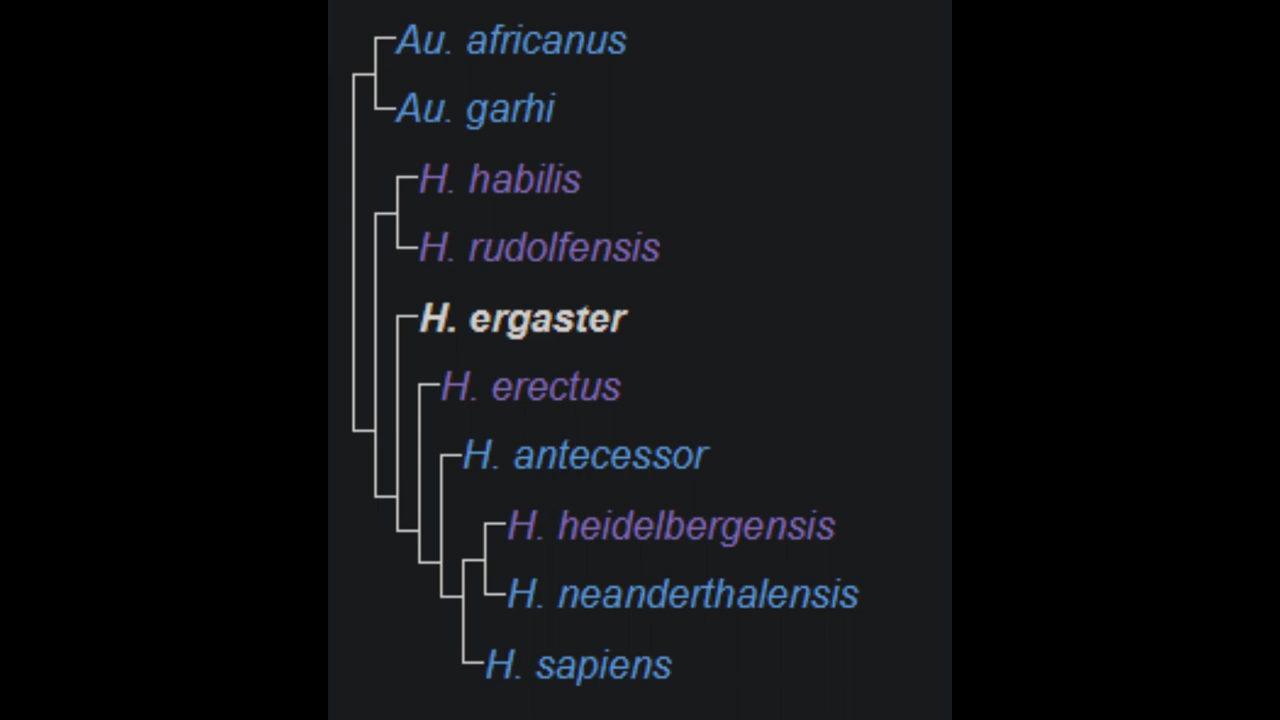 Au. africanus
Au. garhi
H. habilis
H. rudolfensis
H. ergaster
H. erectus
H. antecessor
H. heidelbergensis
H. neanderthalensis
H. sapiens